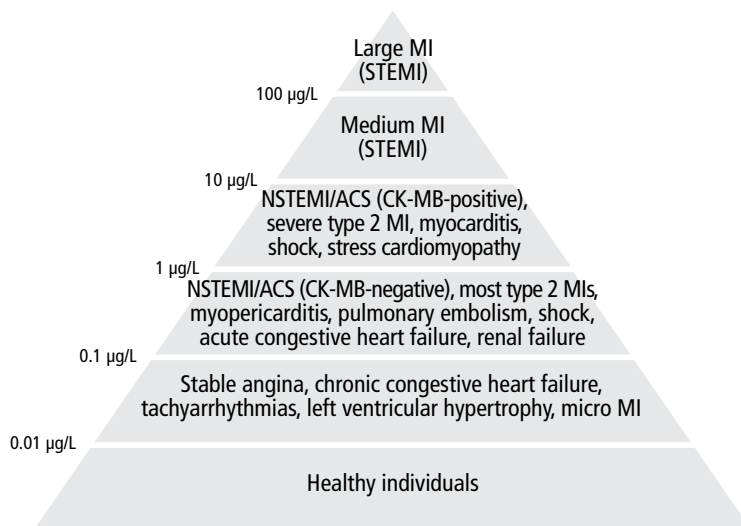 Large MI
(STEMI)
100 µg/L
Medium MI
(STEMI)
10 µg/L
NSTEMI/ACS (CK-MB-positive),
severe type 2 MI, myocarditis,
shock, stress cardiomyopathy
1 µg/L
NSTEMI/ACS (CK-MB-negative), most type 2 MIs,
myopericarditis, pulmonary embolism, shock,
acute congestive heart failure, renal failure
0.1 µg/L
Stable angina, chronic congestive heart failure,
tachyarrhythmias, left ventricular hypertrophy, micro MI
0.01 µg/L
Healthy individuals